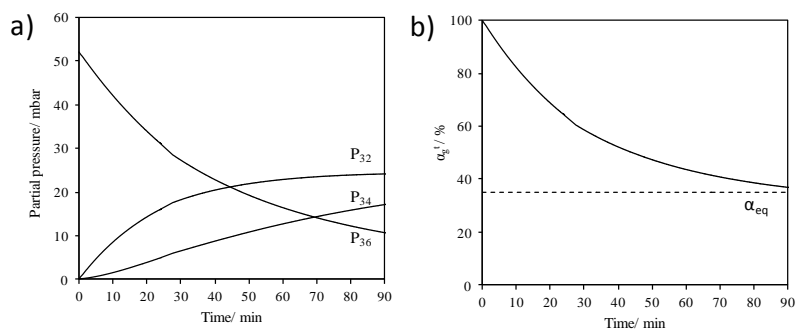 a)
60
50
40
30
20
10
0
Partial pressure/ mbar
P32
P34
P36
0 10 20 30 40 50 60 70 80 90
Time/ min
b)
100
80
60
40
20
0
αgt / %
αeq
0 10 20 30 40 50 60 70 80 90
Time/ min